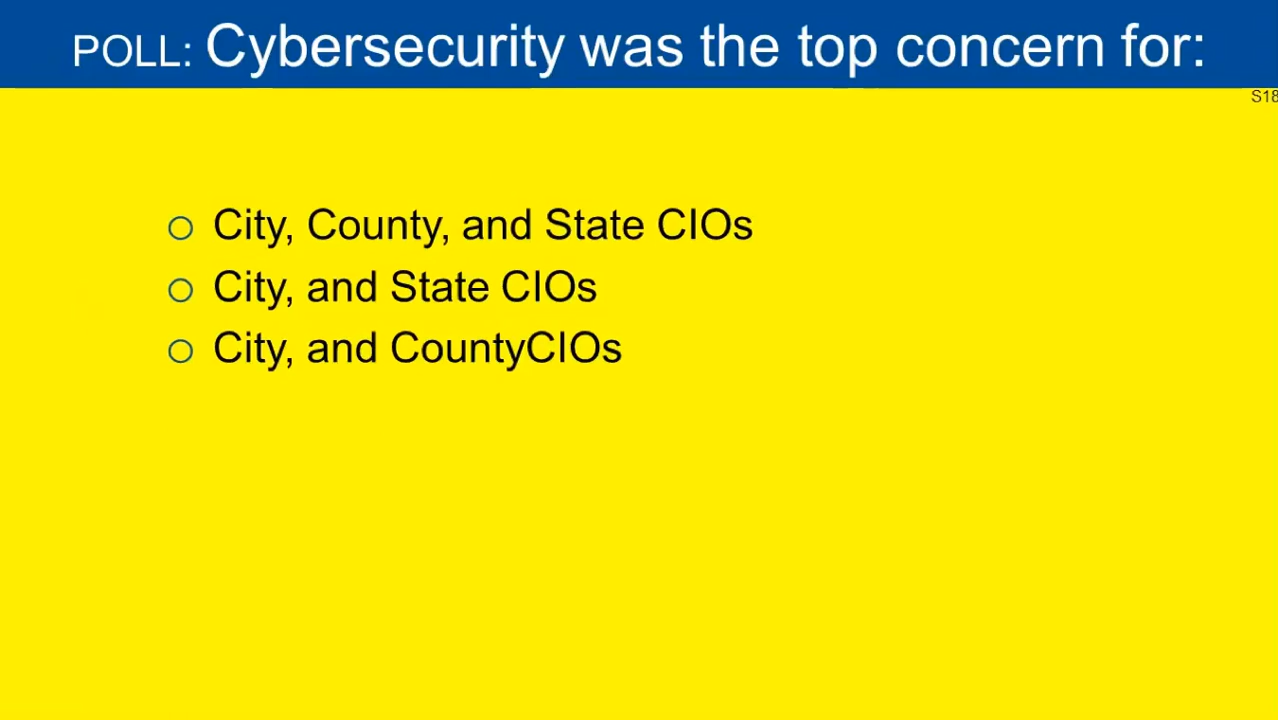 POLL: Cybersecurity was the top concern for:
S18
City, County, and State CIOs
City, and State CIOs
City, and CountyCIOs